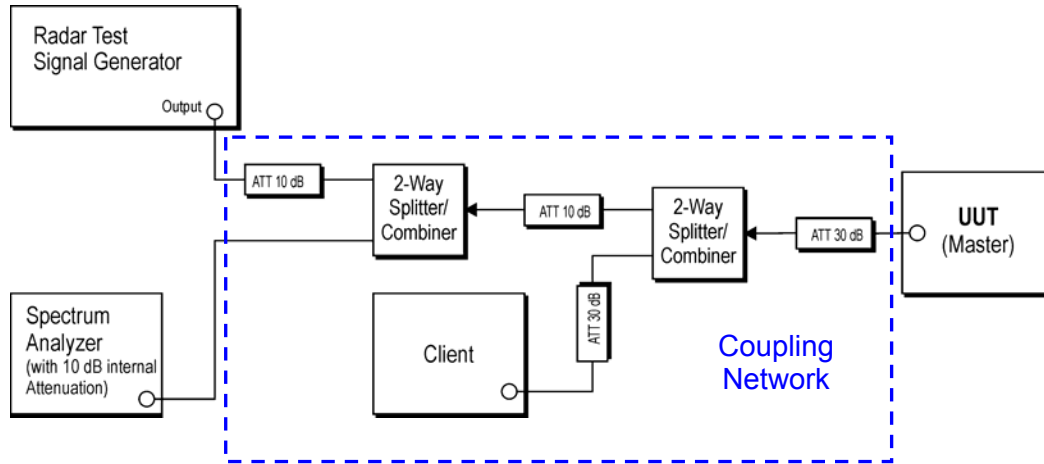 Radar Test
Signal Generator
Output
ATT 10 dB
2-Way
Splitter/
Combiner
ATT 10 dB
2-Way
Splitter/
Combiner
ATT 30 dB
UUT
(Master)
Spectrum
Analyzer
(with 10 dB internal
Attenuation)
Client
ATT 30 dB
Coupling
Network